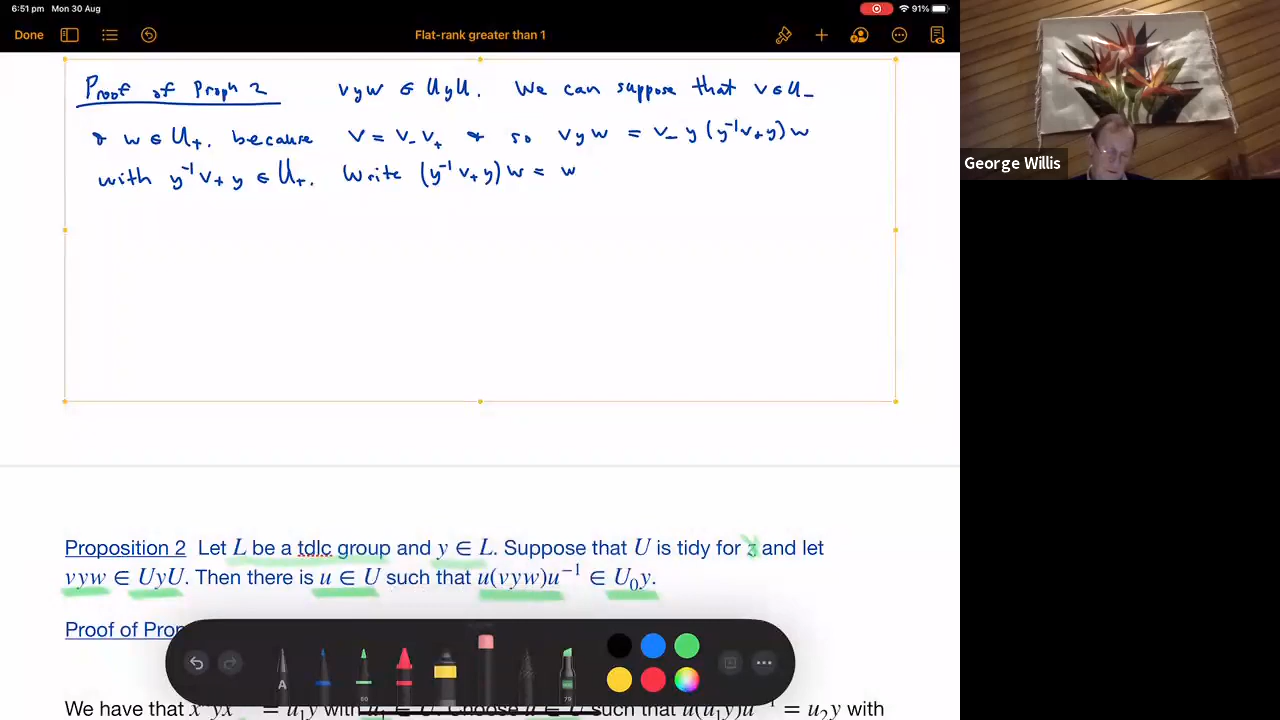 6:51 pm Mon 30 Aug
91%
Done
Flat-rank greater than 1
Proof of Propn 2 vyw ∈ UyU. We can suppose that v ∈ U₋
& w ∈ U₊, because v = v₋v₊ & so vyw = v₋ y (y⁻¹v₊y) w
with y⁻¹v₊y ∈ U₊. Write (y⁻¹v₊y) w = w
George Willis
Proposition 2 Let L be a tdlc group and y ∈ L. Suppose that U is tidy for and let
vyw ∈ UyU. Then there is u ∈ U such that u(vyw)u⁻¹ ∈ U₀y.
Proof of Pro
A
We have that = u₁y with such that = u₂y with